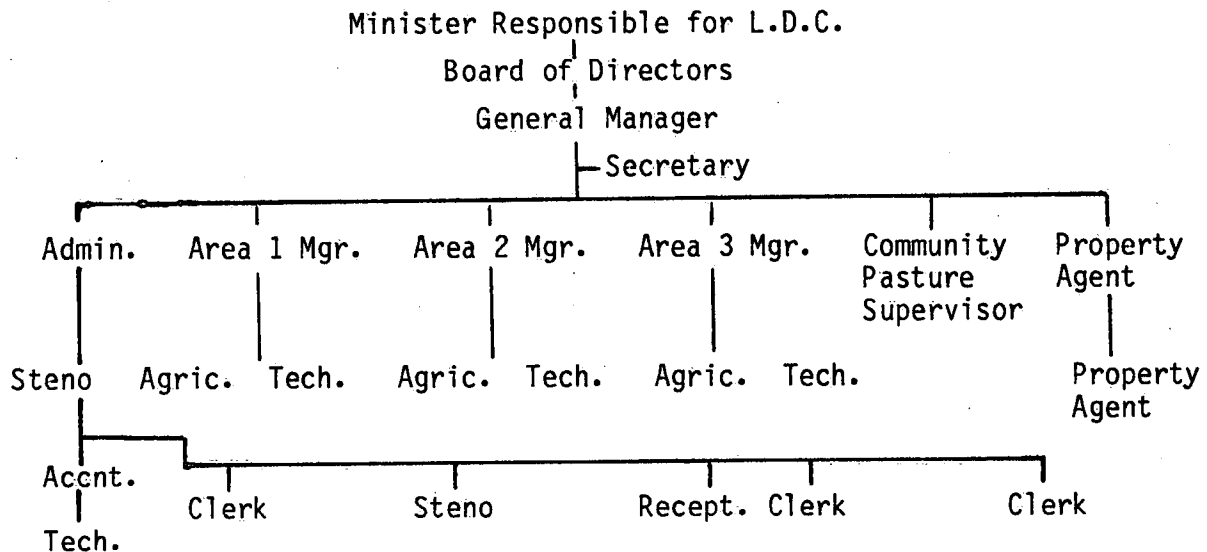 Minister Responsible for L.D.C.
Board of Directors
General Manager
Secretary
Admin. Area 1 Mgr. Area 2 Mgr. Area 3 Mgr. Community Property
Pasture Agent
Supervisor
Steno Agric. Tech. Agric. Tech. Agric. Tech. Property
Agent
Accnt.
Clerk Steno Recept. Clerk Clerk
Tech.